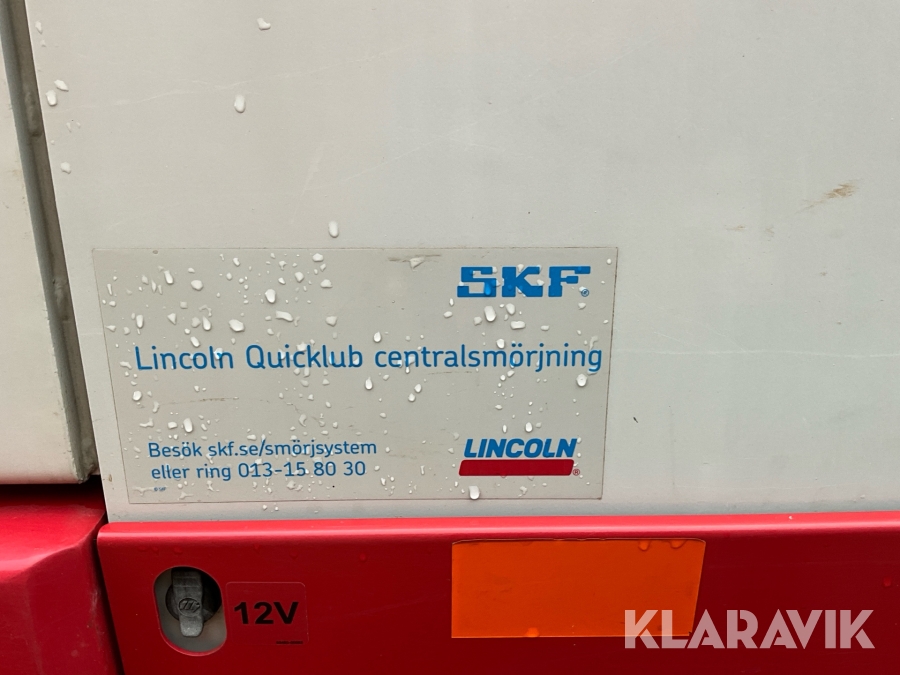 SKF®
Lincoln Quicklub centralsmörjning
Besök skf.se/smörjsystem
eller ring 013-15 80 30
LINCOLN®
12V
KLARAVIK